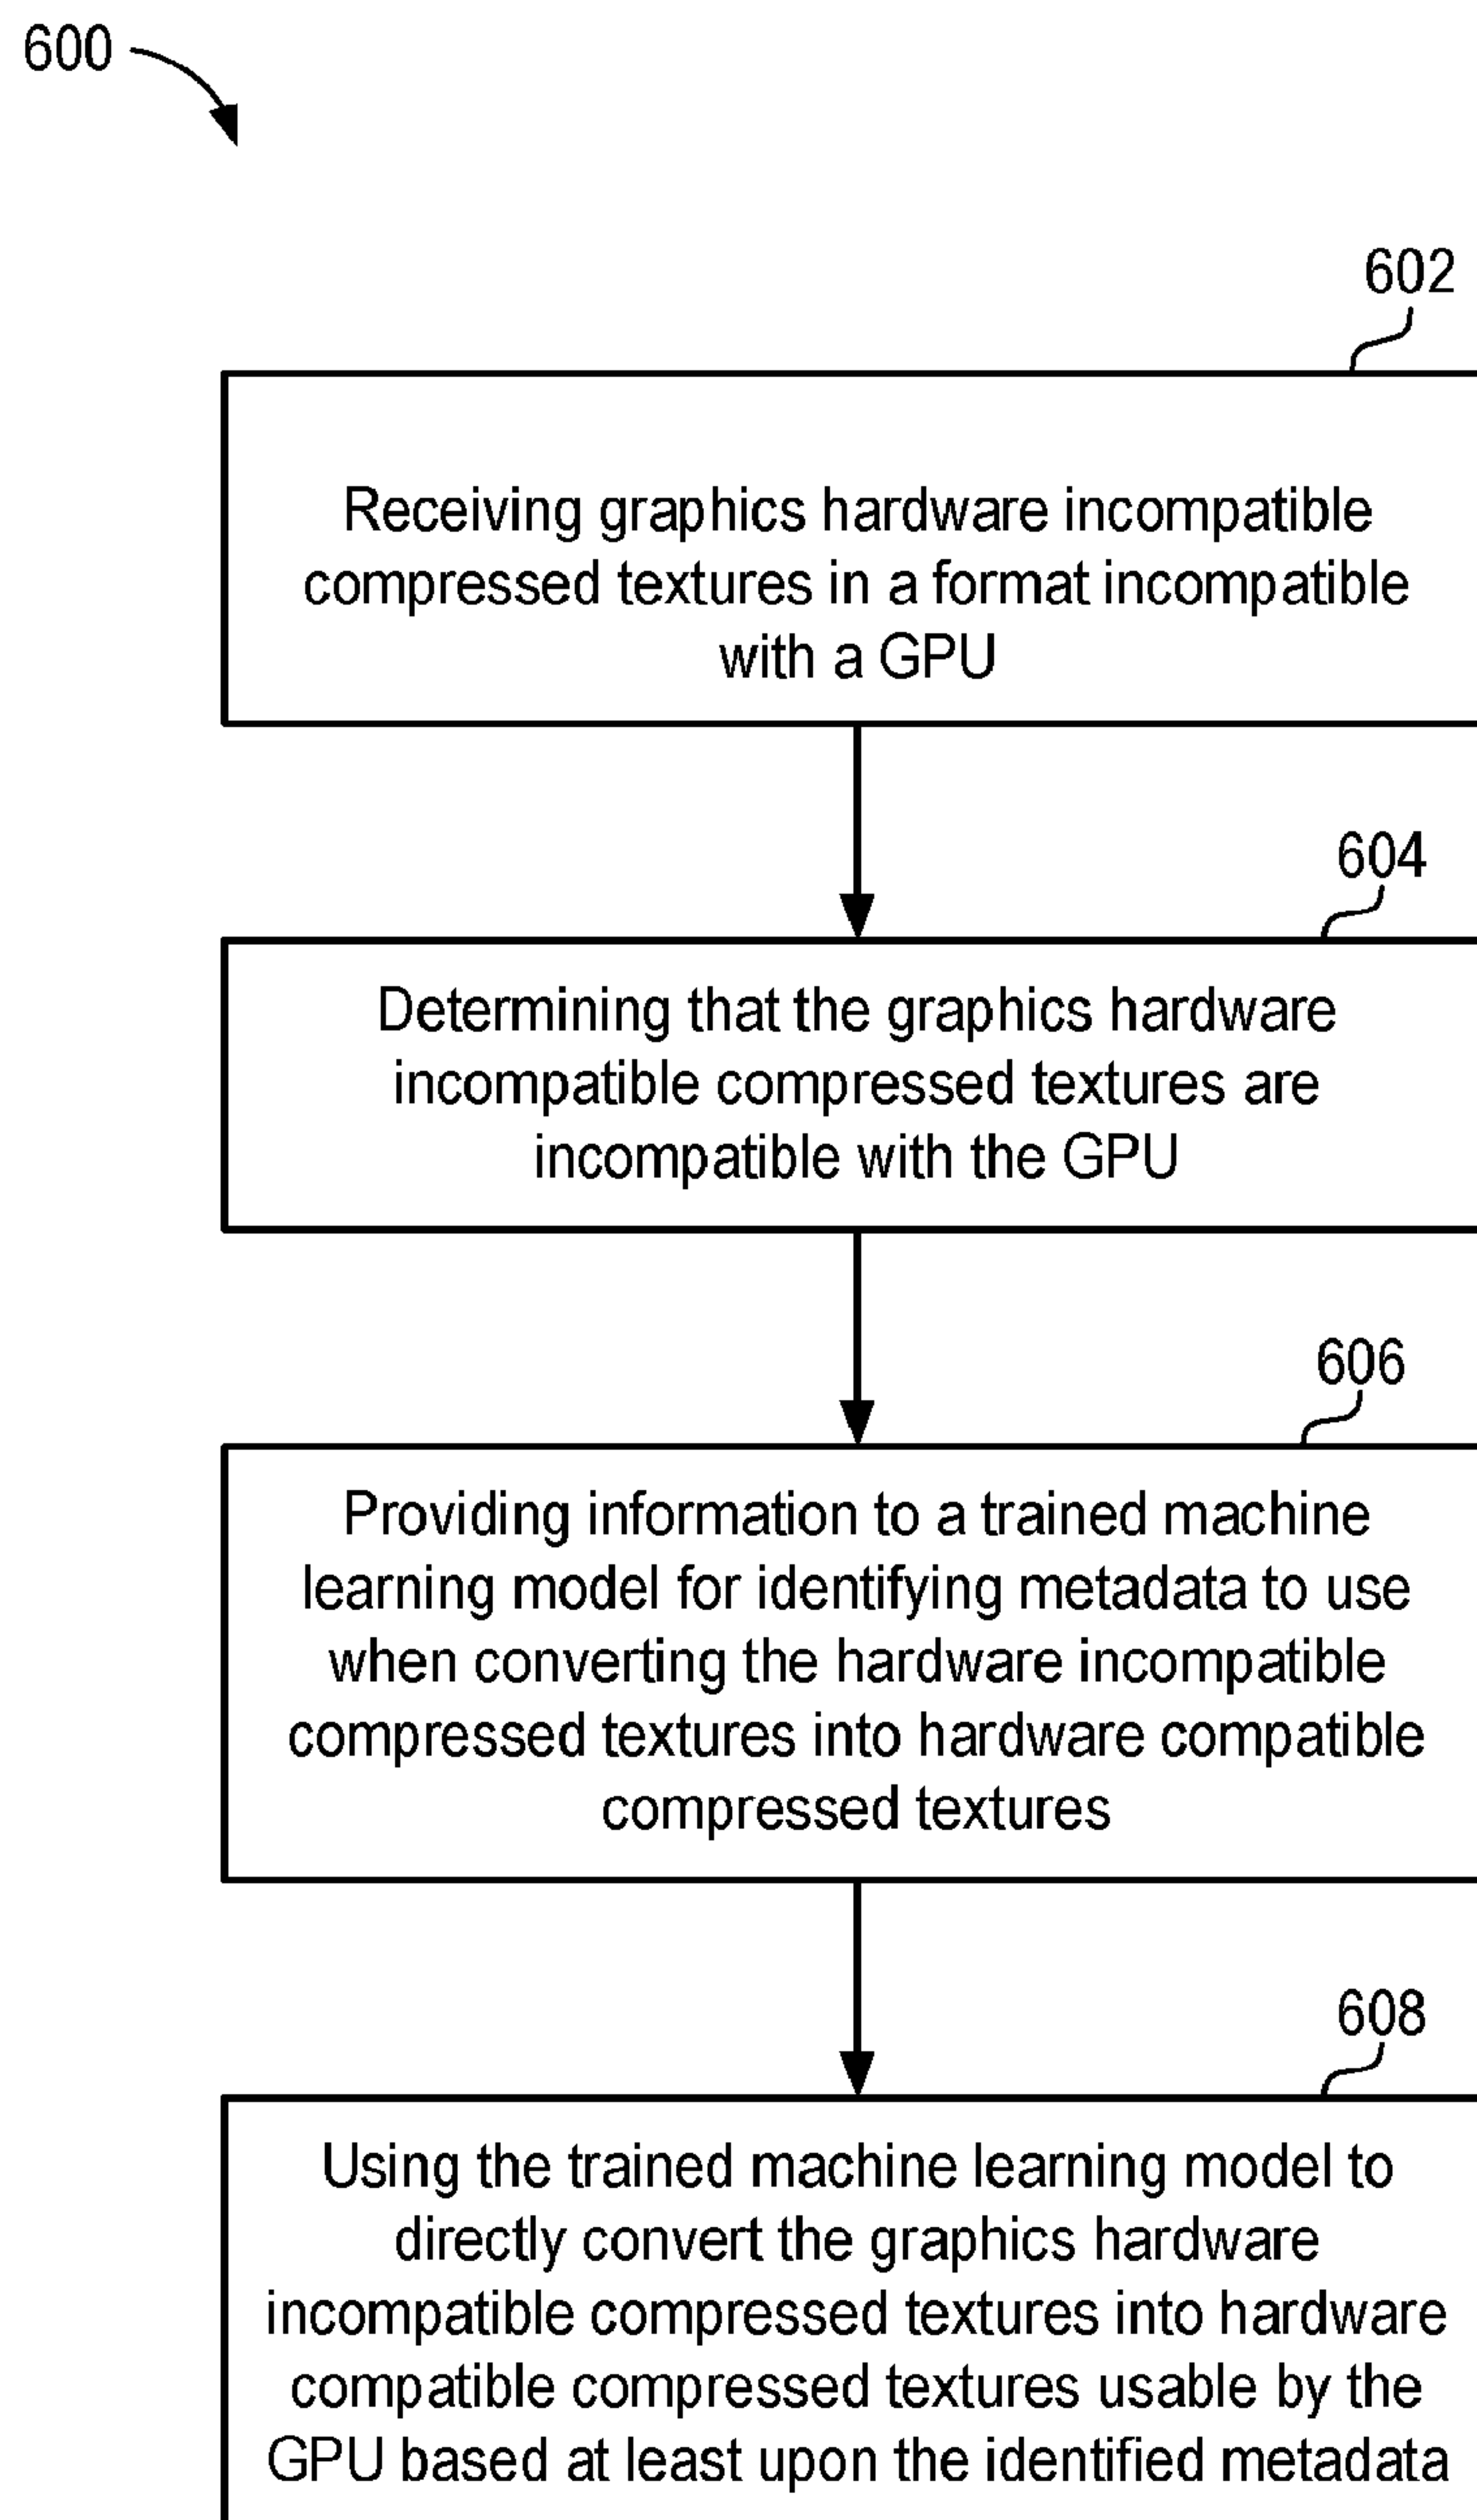 600
602
Receiving graphics hardware incompatible
compressed textures in a format incompatible
with a GPU
604
Determining that the graphics hardware
incompatible compressed textures are
incompatible with the GPU
606
Providing information to a trained machine
learning model for identifying metadata to use
when converting the hardware incompatible
compressed textures into hardware compatible
compressed textures
608
Using the trained machine learning model to
directly convert the graphics hardware
incompatible compressed textures into hardware
compatible compressed textures usable by the
GPU based at least upon the identified metadata